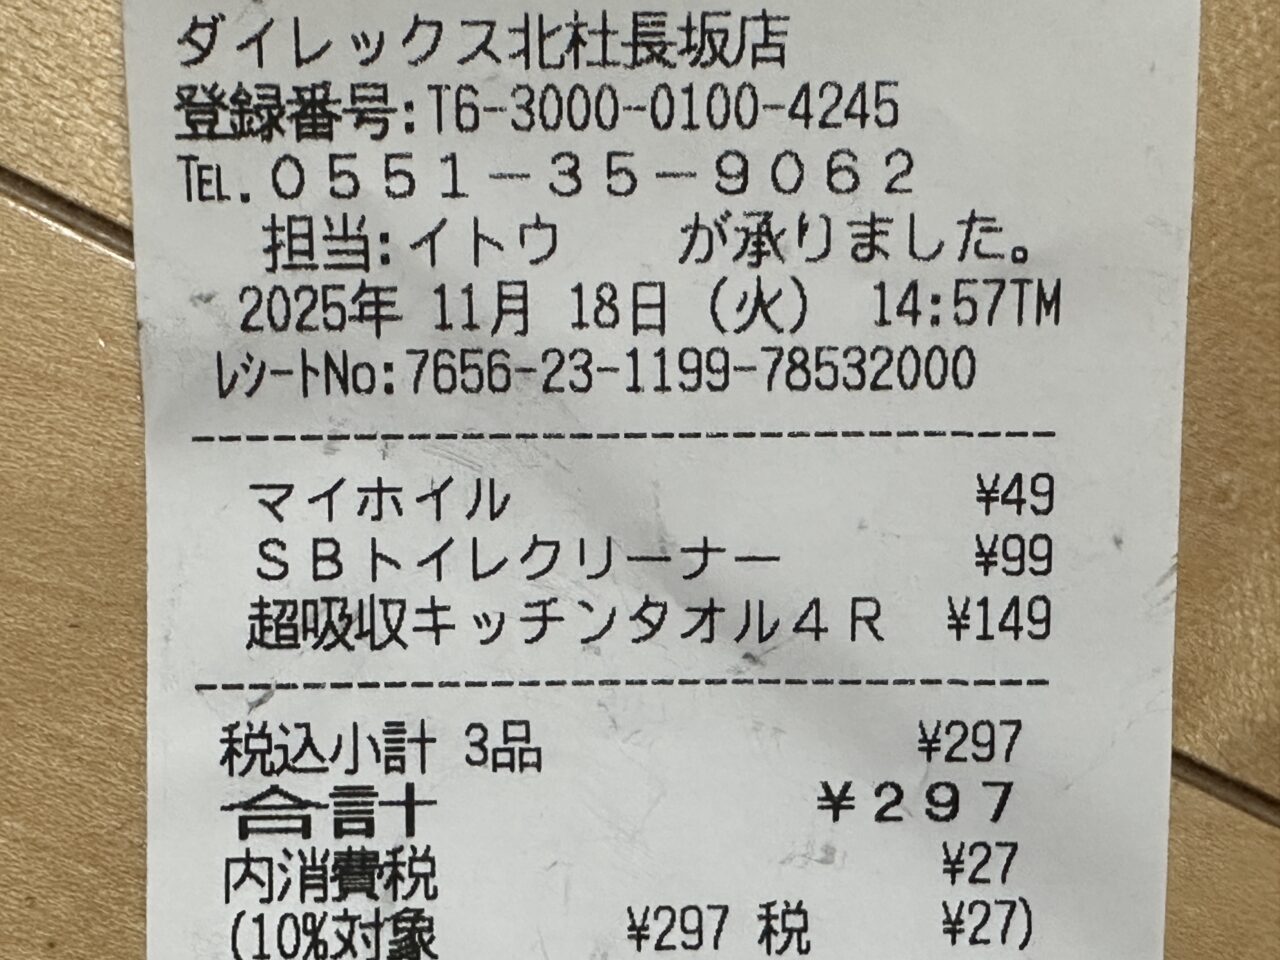 ダイレックス北杜長坂店
登録番号:T6-3000-0100-4245
TEL.0551-35-9062
担当:イトウ が承りました。
2025年 11月 18日 (火) 14:57TM
ﾚｼｰﾄNo:7656-23-1199-78532000
マイホイル ¥49
SBトイレクリーナー ¥99
超吸収キッチンタオル4R ¥149
税込小計 3品 ¥297
合計 ¥297
内消費税 ¥27
(10%対象 ¥297 税 ¥27)